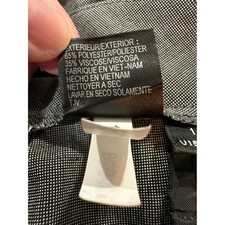 EXTERIEUR/EXTERIOR :
65% POLYESTER/POLIESTER
35% VISCOSE/VISCOSA
FABRIQUÉ EN VIET-NAM
HECHO EN VIETNAM
NETTOYER A SEC
LAVAR EN SECO SOLAMENTE
T.N.